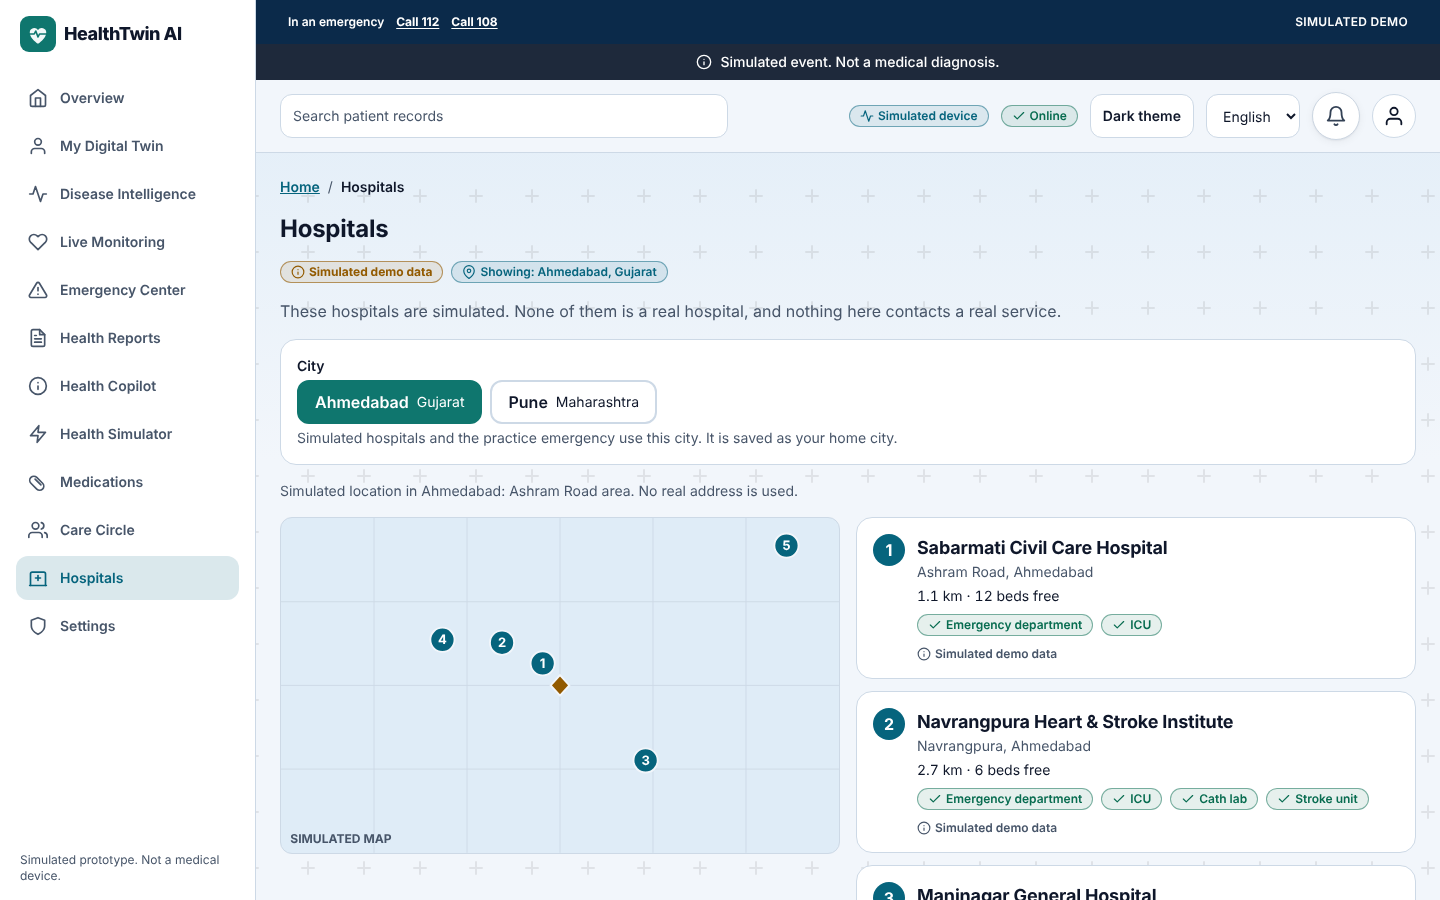 HealthTwin AI
Overview
My Digital Twin
Disease Intelligence
Live Monitoring
Emergency Center
Health Reports
Health Copilot
Health Simulator
Medications
Care Circle
Hospitals
Settings
Simulated prototype. Not a medical
device.
In an emergency Call 112 Call 108 SIMULATED DEMO
Simulated event. Not a medical diagnosis.
Search patient records Simulated device Online Dark theme English
Home / Hospitals
Hospitals
Simulated demo data Showing: Ahmedabad, Gujarat
These hospitals are simulated. None of them is a real hospital, and nothing here contacts a real service.
City
Ahmedabad Gujarat Pune Maharashtra
Simulated hospitals and the practice emergency use this city. It is saved as your home city.
Simulated location in Ahmedabad: Ashram Road area. No real address is used.
5
4
2
1
3
SIMULATED MAP
1 Sabarmati Civil Care Hospital
Ashram Road, Ahmedabad
1.1 km · 12 beds free
Emergency department ICU
Simulated demo data
2 Navrangpura Heart & Stroke Institute
Navrangpura, Ahmedabad
2.7 km · 6 beds free
Emergency department ICU Cath lab Stroke unit
Simulated demo data
3 Maninagar General Hospital